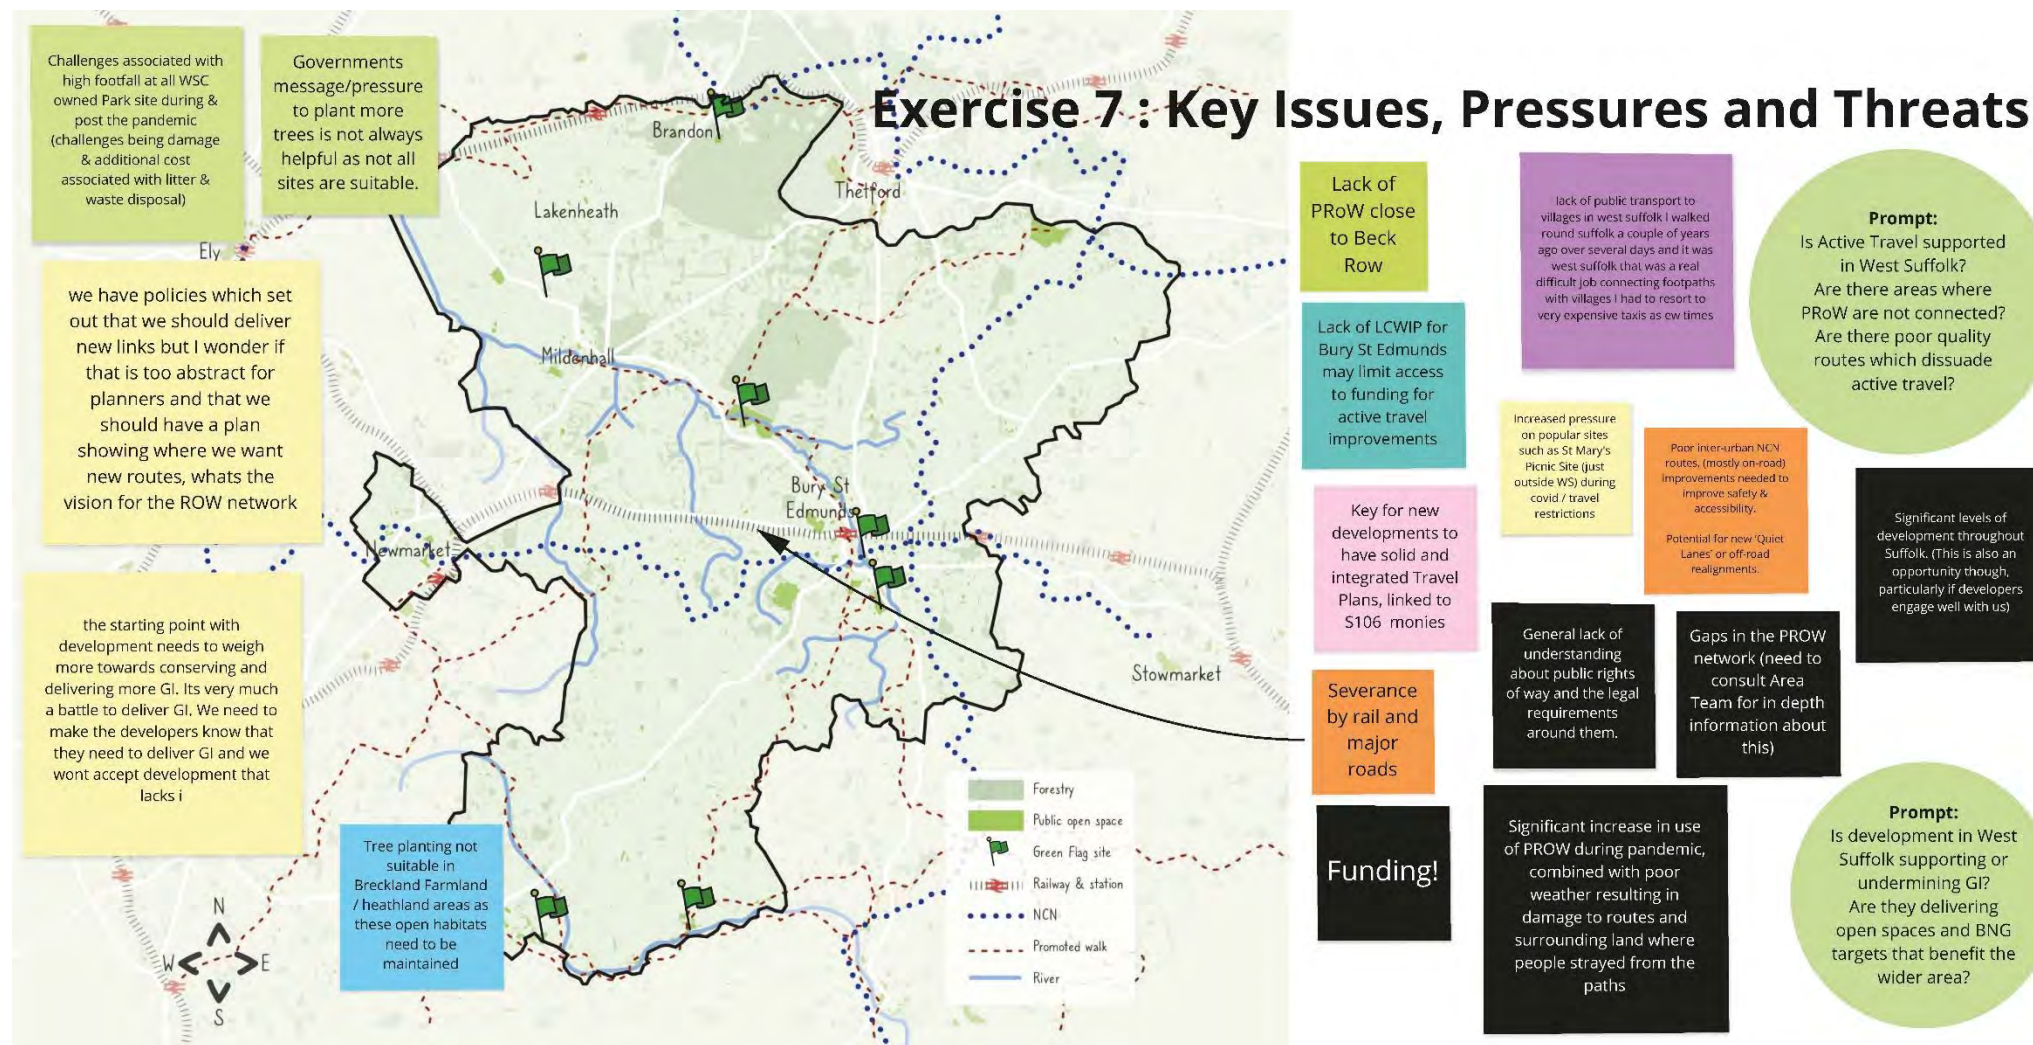 Exercise 7 : Key Issues, Pressures and Threats
Challenges associated with
high footfall at all WSC
owned Park site during &
post the pandemic
(challenges being damage
& additional cost
associated with litter &
waste disposal)
Governments
message/pressure
to plant more
trees is not always
helpful as not all
sites are suitable.
we have policies which set
out that we should deliver
new links but I wonder if
that is too abstract for
planners and that we
should have a plan
showing where we want
new routes, whats the
vision for the ROW network
the starting point with
development needs to weigh
more towards conserving and
delivering more GI. Its very much
a battle to deliver GI. We need to
make the developers know that
they need to deliver GI and we
wont accept development that
lacks i
Tree planting not
suitable in
Breckland Farmland
/ heathland areas as
these open habitats
need to be
maintained
Brandon
Thetford
Lakenheath
Ely
Mildenhall
Bury St
Edmunds
Newmarket
Stowmarket
N
W
E
S
Forestry
Public open space
Green Flag site
Railway & station
NCN
Promoted walk
River
Lack of
PRoW close
to Beck
Row
lack of public transport to
villages in west suffolk I walked
round suffolk a couple of years
ago over several days and it was
west suffolk that was a real
difficult job connecting footpaths
with villages I had to resort to
very expensive taxis as ew times
Prompt:
Is Active Travel supported
in West Suffolk?
Are there areas where
PRoW are not connected?
Are there poor quality
routes which dissuade
active travel?
Lack of LCWIP for
Bury St Edmunds
may limit access
to funding for
active travel
improvements
Increased pressure
on popular sites
such as St Mary's
Picnic Site (just
outside WS) during
covid / travel
restrictions
Poor inter-urban NCN
routes, (mostly on-road)
Improvements needed to
improve safety &
accessibility.
Potential for new 'Quiet
Lanes' or off-road
realignments.
Significant levels of
development throughout
Suffolk. (This is also an
opportunity though,
particularly if developers
engage well with us)
Key for new
developments to
have solid and
integrated Travel
Plans, linked to
S106 monies
General lack of
understanding
about public rights
of way and the legal
requirements
around them.
Gaps in the PROW
network (need to
consult Area
Team for in depth
information about
this)
Severance
by rail and
major
roads
Funding!
Significant increase in use
of PROW during pandemic,
combined with poor
weather resulting in
damage to routes and
surrounding land where
people strayed from the
paths
Prompt:
Is development in West
Suffolk supporting or
undermining GI?
Are they delivering
open spaces and BNG
targets that benefit the
wider area?